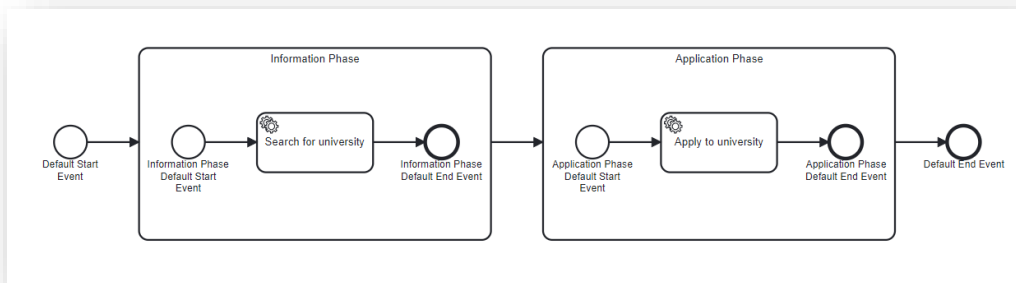 Information Phase
Application Phase
Default Start
Event
Information Phase
Default Start
Event
Search for university
Information Phase
Default End Event
Application Phase
Default Start
Event
Apply to university
Application Phase
Default End Event
Default End Event